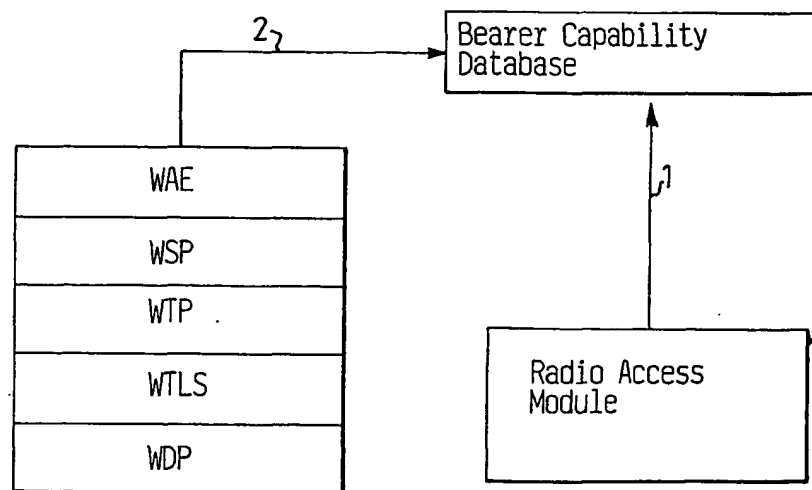 2
Bearer Capability
Database
WAE
1
WSP
WTP
Radio Access
Module
WTLS
WDP